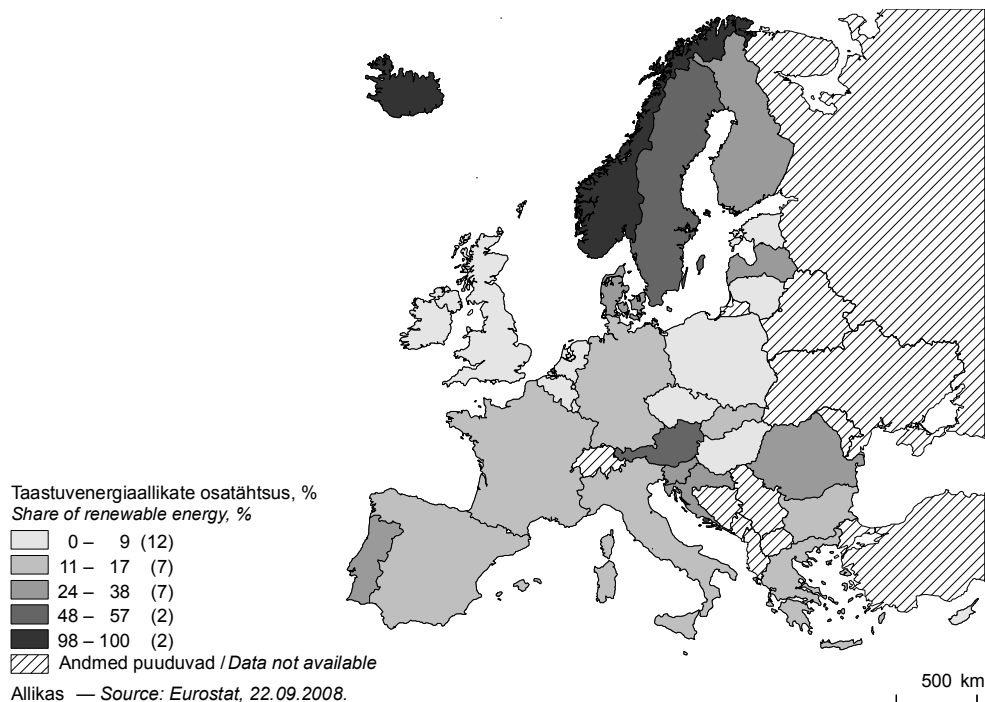 Taastuvenergiaallikate osatähtsus, %
Share of renewable energy, %
0 – 9 (12)
11 – 17 (7)
24 – 38 (7)
48 – 57 (2)
98 – 100 (2)
Andmed puuduvad / Data not available
Allikas — Source: Eurostat, 22.09.2008.
500 km